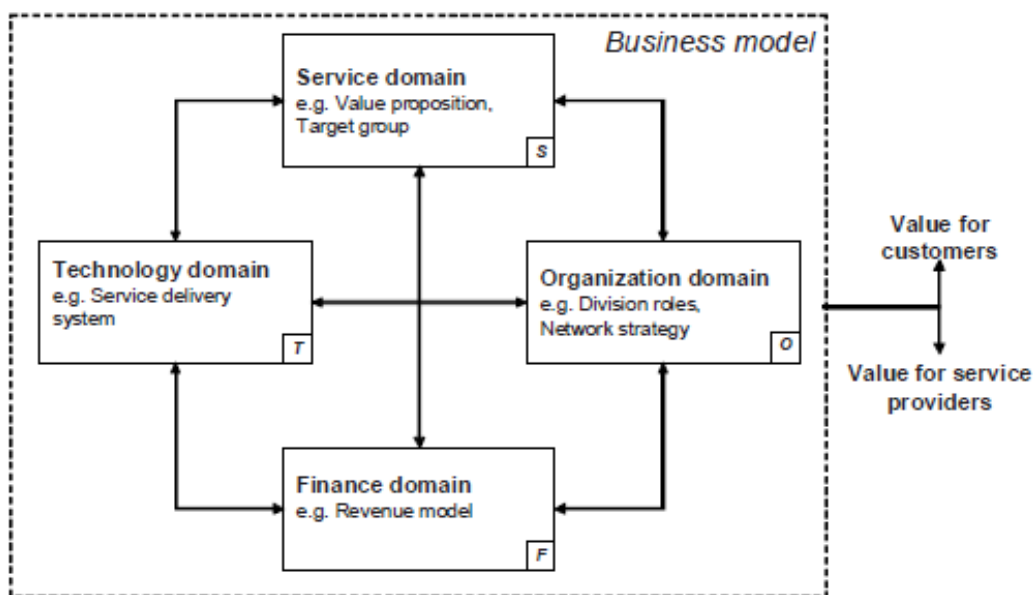 Business model
Service domain
e.g. Value proposition,
Target group
S
Technology domain
e.g. Service delivery
system
T
Organization domain
e.g. Division roles,
Network strategy
O
Value for
customers
Value for service
providers
Finance domain
e.g. Revenue model
F